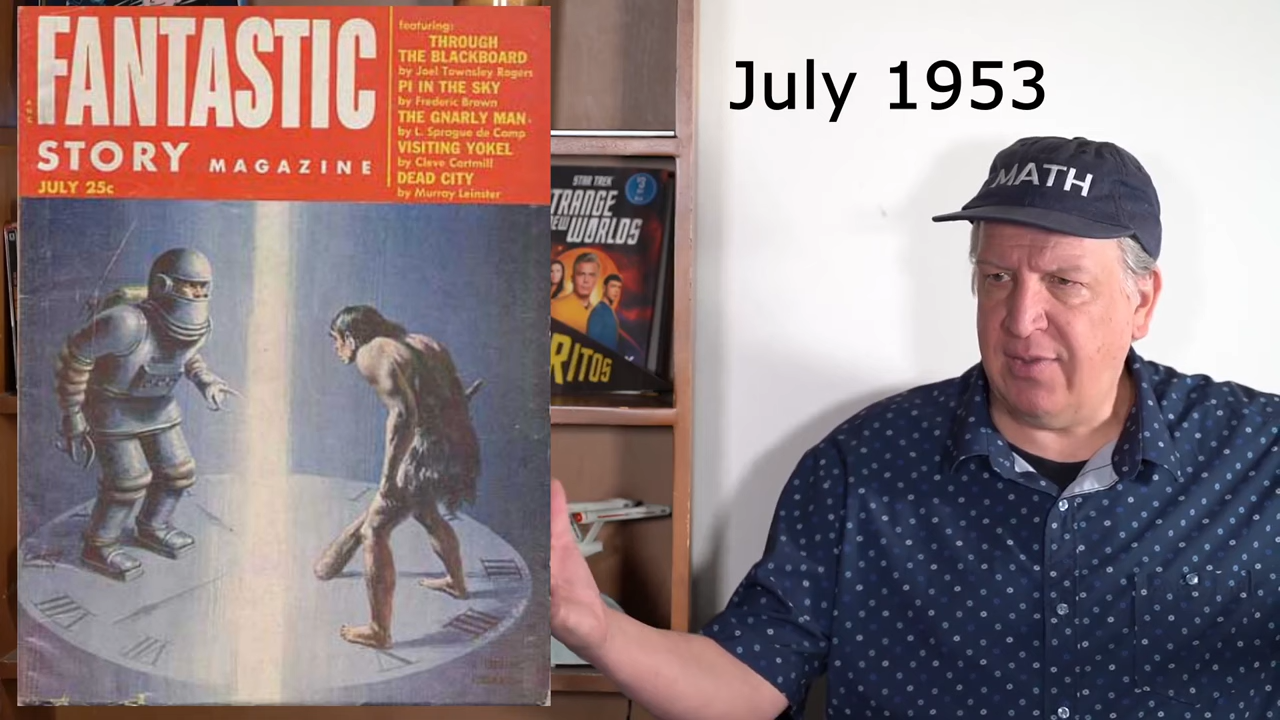 FANTASTIC
STORY MAGAZINE
JULY 25c
featuring:
THROUGH
THE BLACKBOARD
by Joel Townsley Rogers
PI IN THE SKY
by Frederic Brown
THE GNARLY MAN
by L. Sprague de Camp
VISITING YOKEL
by Cleve Cartmill
DEAD CITY
by Murray Leinster
July 1953
MATH
STAR TREK
STRANGE
NEW WORLDS
3
RITOS